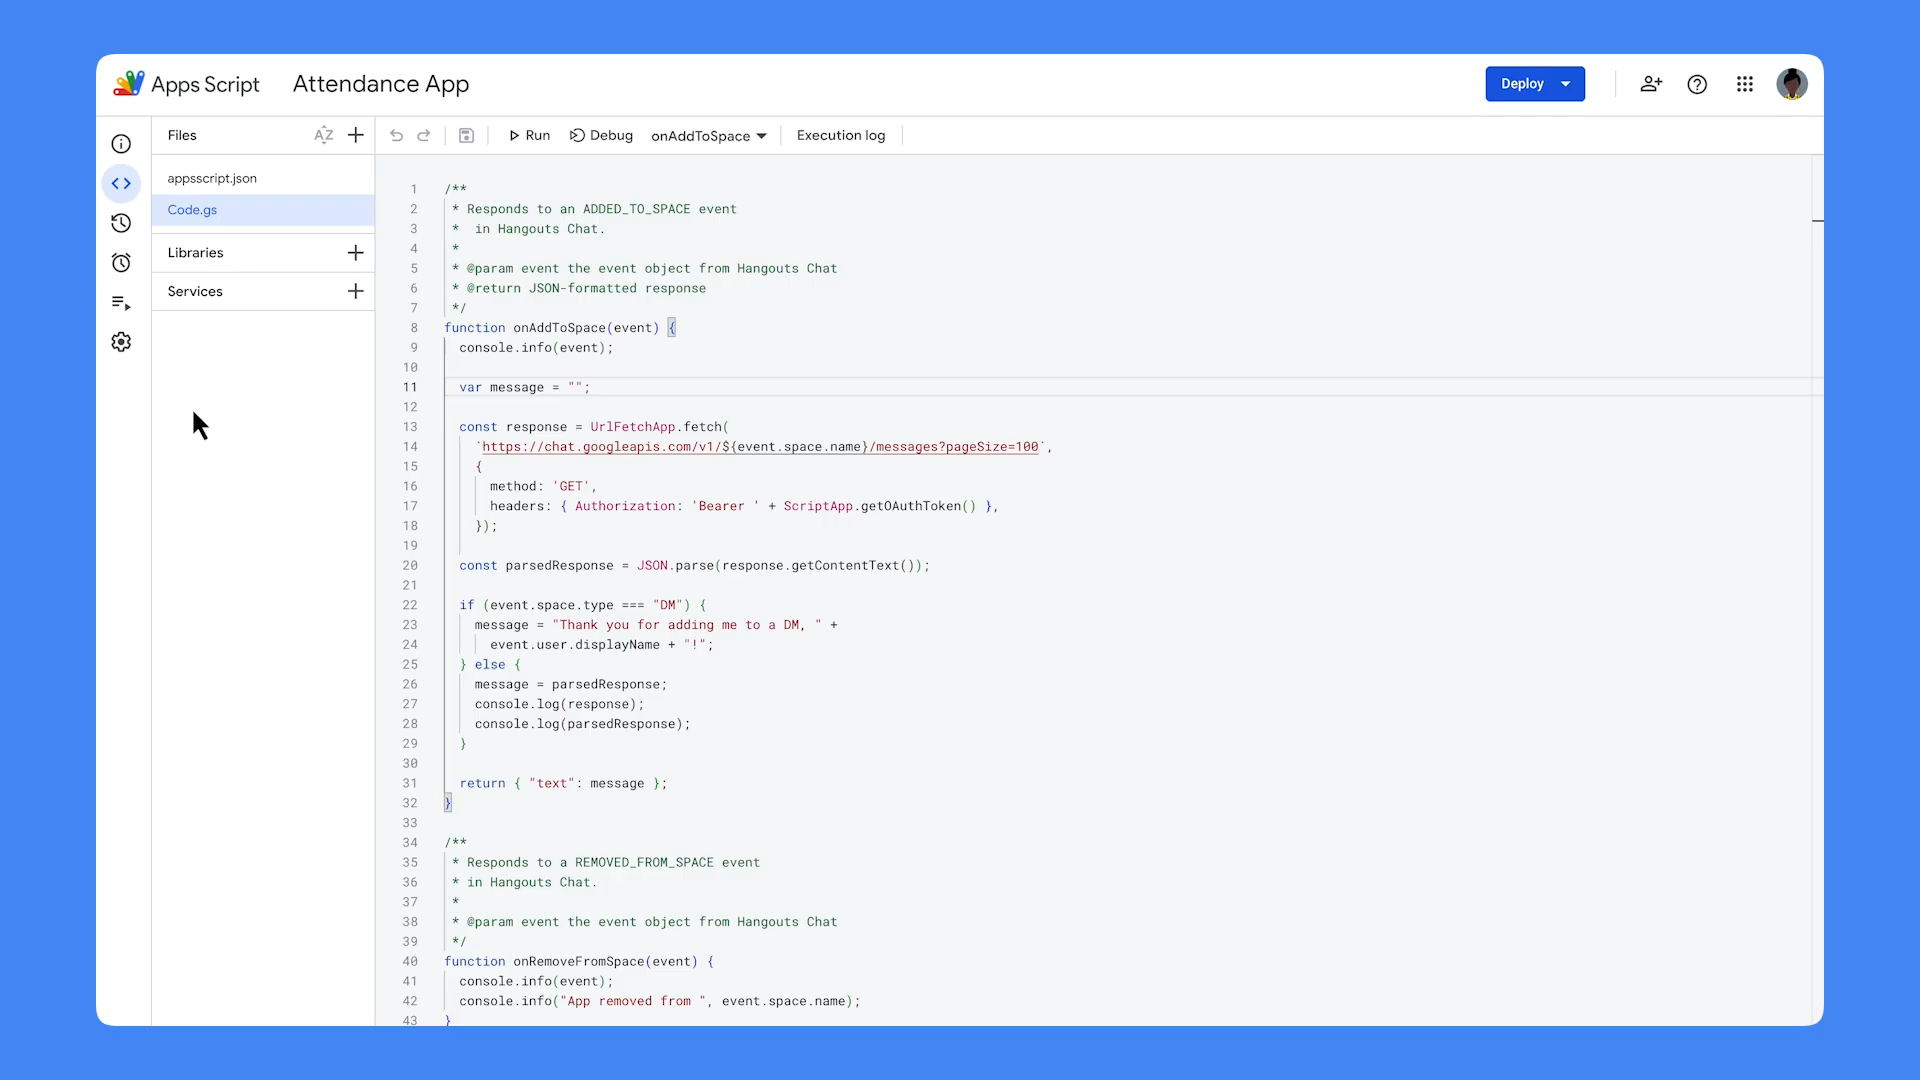 Apps Script Attendance App Deploy
Files AZ Run Debug onAddToSpace Execution log
appsscript.json
Code.gs
Libraries
Services
1 /**
2  * Responds to an ADDED_TO_SPACE event
3  *  in Hangouts Chat.
4  *
5  * @param event the event object from Hangouts Chat
6  * @return JSON-formatted response
7  */
8 function onAddToSpace(event) {
9   console.info(event);
10
11   var message = "";
12
13   const response = UrlFetchApp.fetch(
14     `https://chat.googleapis.com/v1/${event.space.name}/messages?pageSize=100`,
15     {
16       method: 'GET',
17       headers: { Authorization: 'Bearer ' + ScriptApp.getOAuthToken() },
18     });
19
20   const parsedResponse = JSON.parse(response.getContentText());
21
22   if (event.space.type === "DM") {
23     message = "Thank you for adding me to a DM, " +
24       event.user.displayName + "!";
25   } else {
26     message = parsedResponse;
27     console.log(response);
28     console.log(parsedResponse);
29   }
30
31   return { "text": message };
32 }
33
34 /**
35  * Responds to a REMOVED_FROM_SPACE event
36  * in Hangouts Chat.
37  *
38  * @param event the event object from Hangouts Chat
39  */
40 function onRemoveFromSpace(event) {
41   console.info(event);
42   console.info("App removed from ", event.space.name);
43 }